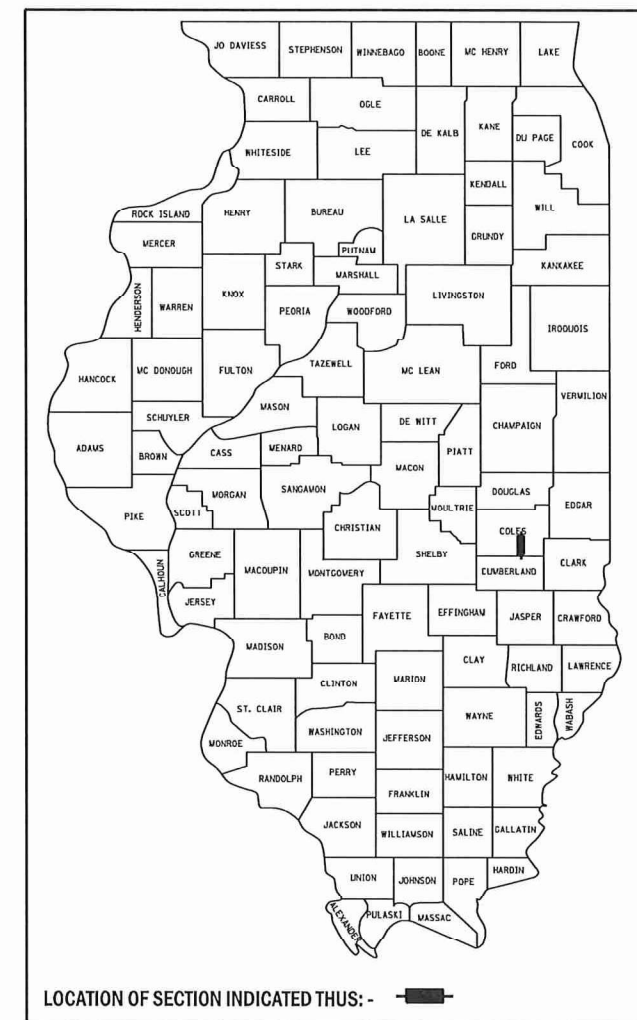 JO DAVIESS
STEPHENSON
WINNEBAGO
BOONE
MC HENRY
LAKE
CARROLL
OGLE
DE KALB
KANE
DU PAGE
COOK
WHITESIDE
LEE
KENDALL
WILL
ROCK ISLAND
HENRY
BUREAU
LA SALLE
GRUNDY
PUTNAM
MERCER
STARK
MARSHALL
KANKAKEE
HENDERSON
WARREN
KNOX
PEORIA
WOODFORD
LIVINGSTON
IROQUOIS
HANCOCK
MC DONOUGH
FULTON
TAZEWELL
MC LEAN
FORD
VERMILION
SCHUYLER
MASON
LOGAN
DE WITT
CHAMPAIGN
ADAMS
BROWN
CASS
MENARD
MACON
PIATT
PIKE
SCOTT
MORGAN
SANGAMON
CHRISTIAN
MOULTRIE
DOUGLAS
EDGAR
COLES
CALHOUN
GREENE
MACOUPIN
MONTGOMERY
SHELBY
CUMBERLAND
CLARK
JERSEY
FAYETTE
EFFINGHAM
JASPER
CRAWFORD
MADISON
BOND
CLAY
RICHLAND
LAWRENCE
CLINTON
MARION
ST. CLAIR
WAYNE
EDWARDS
WABASH
MONROE
WASHINGTON
JEFFERSON
RANDOLPH
PERRY
HAMILTON
WHITE
FRANKLIN
JACKSON
WILLIAMSON
SALINE
GALLATIN
UNION
JOHNSON
POPE
HARDIN
ALEXANDER
PULASKI
MASSAC
LOCATION OF SECTION INDICATED THUS: -